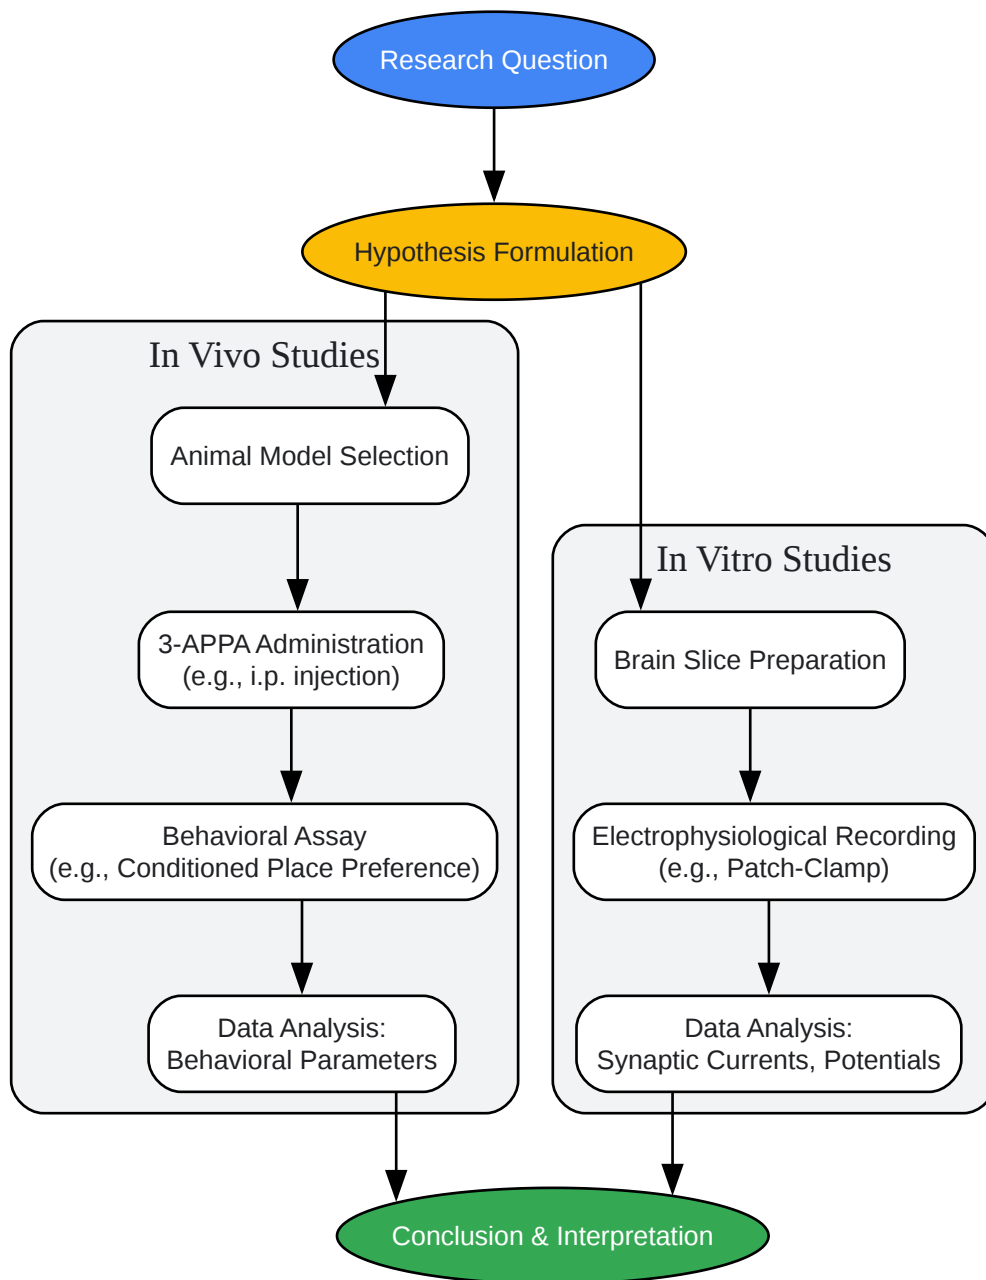 Research Question
Hypothesis Formulation
In Vivo Studies
Animal Model Selection
3-APPA Administration
(e.g., i.p. injection)
Behavioral Assay
(e.g., Conditioned Place Preference)
Data Analysis:
Behavioral Parameters
In Vitro Studies
Brain Slice Preparation
Electrophysiological Recording
(e.g., Patch-Clamp)
Data Analysis:
Synaptic Currents, Potentials
Conclusion & Interpretation